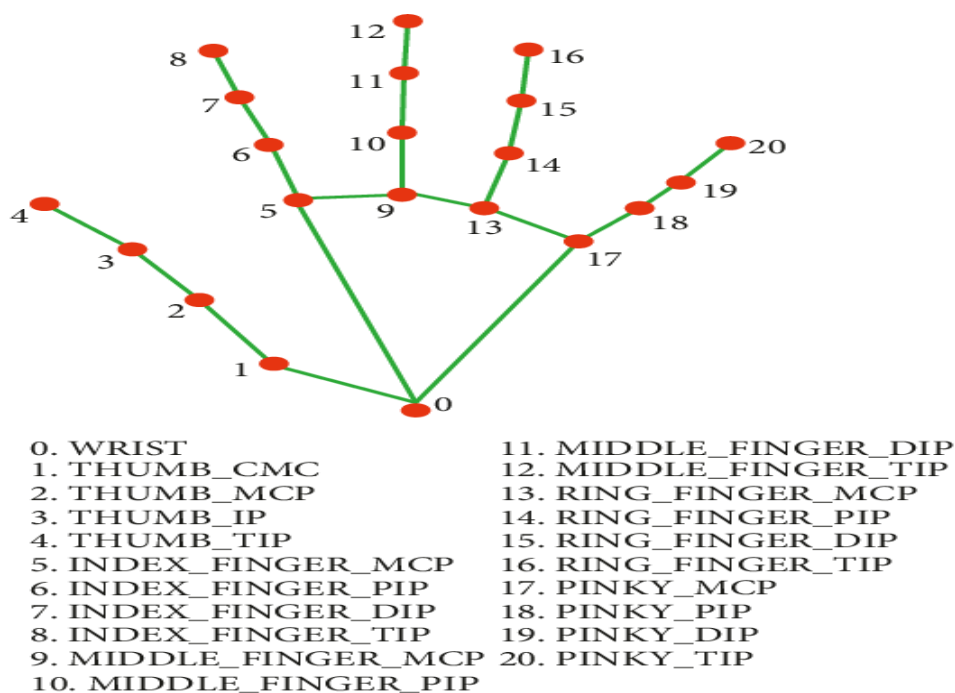 12
8
16
11
7
15
10
6
14
20
4
5
9
13
19
18
3
17
2
1
0
0. WRIST
1. THUMB_CMC
2. THUMB_MCP
3. THUMB_IP
4. THUMB_TIP
5. INDEX_FINGER_MCP
6. INDEX_FINGER_PIP
7. INDEX_FINGER_DIP
8. INDEX_FINGER_TIP
9. MIDDLE_FINGER_MCP
10. MIDDLE_FINGER_PIP
11. MIDDLE_FINGER_DIP
12. MIDDLE_FINGER_TIP
13. RING_FINGER_MCP
14. RING_FINGER_PIP
15. RING_FINGER_DIP
16. RING_FINGER_TIP
17. PINKY_MCP
18. PINKY_PIP
19. PINKY_DIP
20. PINKY_TIP